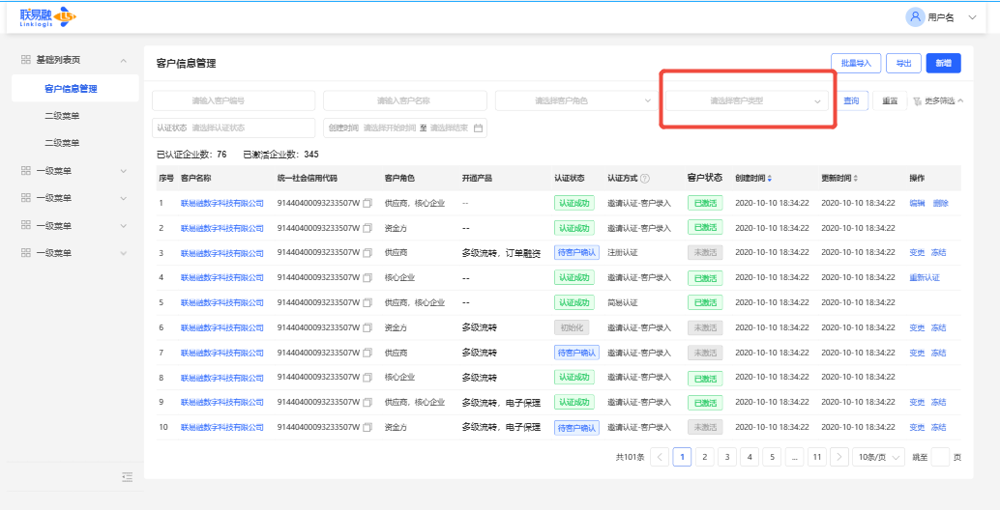 联易融 LLS
Linklogis
用户名
基础列表页
客户信息管理
二级菜单
二级菜单
一级菜单
一级菜单
一级菜单
一级菜单
客户信息管理 批量导入 导出 新增
请输入客户编号 请输入客户名称 请选择客户角色 请选择客户类型 查询 重置 更多筛选
认证状态 请选择认证状态 创建时间 请选择开始时间 至 请选择结束
已认证企业数：76 已激活企业数：345
序号 客户名称 统一社会信用代码 客户角色 开通产品 认证状态 认证方式 客户状态 创建时间 更新时间 操作
1 联易融数字科技有限公司 91440400093233507W 供应商，核心企业 -- 认证成功 邀请认证-客户录入 已激活 2020-10-10 18:34:22 2020-10-10 18:34:22 编辑 删除
2 联易融数字科技有限公司 91440400093233507W 资金方 -- 认证成功 邀请认证-客户录入 已激活 2020-10-10 18:34:22 2020-10-10 18:34:22
3 联易融数字科技有限公司 91440400093233507W 供应商 多级流转，订单融资 待客户确认 注册认证 未激活 2020-10-10 18:34:22 2020-10-10 18:34:22 变更 冻结
4 联易融数字科技有限公司 91440400093233507W 核心企业 -- 认证成功 邀请认证-客户录入 已激活 2020-10-10 18:34:22 2020-10-10 18:34:22 重新认证
5 联易融数字科技有限公司 91440400093233507W 供应商，核心企业 -- 认证成功 简易认证 已激活 2020-10-10 18:34:22 2020-10-10 18:34:22
6 联易融数字科技有限公司 91440400093233507W 资金方 多级流转 初始化 邀请认证-客户录入 未激活 2020-10-10 18:34:22 2020-10-10 18:34:22 变更 冻结
7 联易融数字科技有限公司 91440400093233507W 供应商 多级流转 待客户确认 邀请认证-客户录入 未激活 2020-10-10 18:34:22 2020-10-10 18:34:22 变更 冻结
8 联易融数字科技有限公司 91440400093233507W 核心企业 多级流转 认证成功 邀请认证-客户录入 已激活 2020-10-10 18:34:22 2020-10-10 18:34:22
9 联易融数字科技有限公司 91440400093233507W 供应商，核心企业 多级流转，电子保理 认证成功 邀请认证-客户录入 已激活 2020-10-10 18:34:22 2020-10-10 18:34:22 变更 冻结
10 联易融数字科技有限公司 91440400093233507W 资金方 多级流转，电子保理 待客户确认 邀请认证-客户录入 未激活 2020-10-10 18:34:22 2020-10-10 18:34:22 变更 冻结
共101条 < 1 2 3 4 5 ... 11 > 10条/页 跳至 页